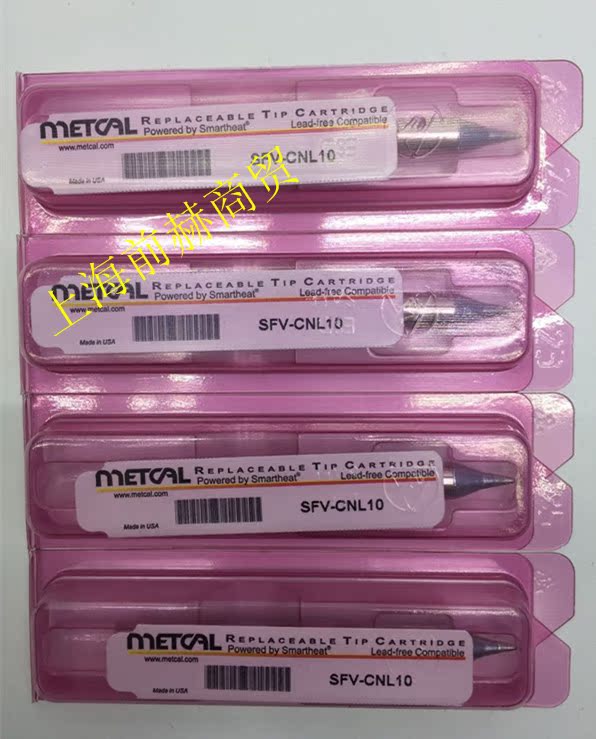 METCAL REPLACEABLE TIP CARTRIDGE
Powered by Smartheat® Lead-free Compatible
www.metcal.com
SFV-CNL10
Made in USA
上海前赫商贸
METCAL REPLACEABLE TIP CARTRIDGE
Powered by Smartheat® Lead-free Compatible
www.metcal.com
SFV-CNL10
Made in USA
METCAL REPLACEABLE TIP CARTRIDGE
Powered by Smartheat® Lead-free Compatible
www.metcal.com
SFV-CNL10
Made in USA
METCAL REPLACEABLE TIP CARTRIDGE
Powered by Smartheat® Lead-free Compatible
www.metcal.com
SFV-CNL10
Made in USA